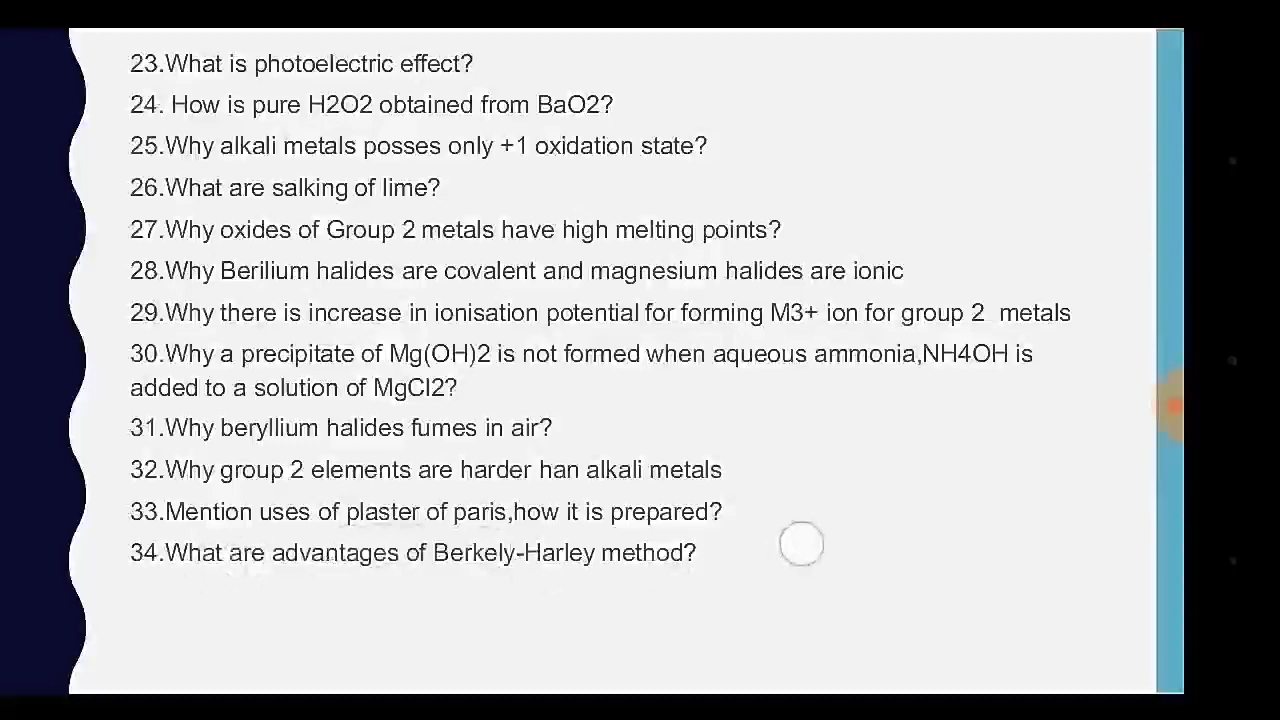 23.What is photoelectric effect?
24. How is pure H2O2 obtained from BaO2?
25.Why alkali metals posses only +1 oxidation state?
26.What are salking of lime?
27.Why oxides of Group 2 metals have high melting points?
28.Why Berilium halides are covalent and magnesium halides are ionic
29.Why there is increase in ionisation potential for forming M3+ ion for group 2 metals
30.Why a precipitate of Mg(OH)2 is not formed when aqueous ammonia,NH4OH is
added to a solution of MgCl2?
31.Why beryllium halides fumes in air?
32.Why group 2 elements are harder han alkali metals
33.Mention uses of plaster of paris,how it is prepared?
34.What are advantages of Berkely-Harley method?